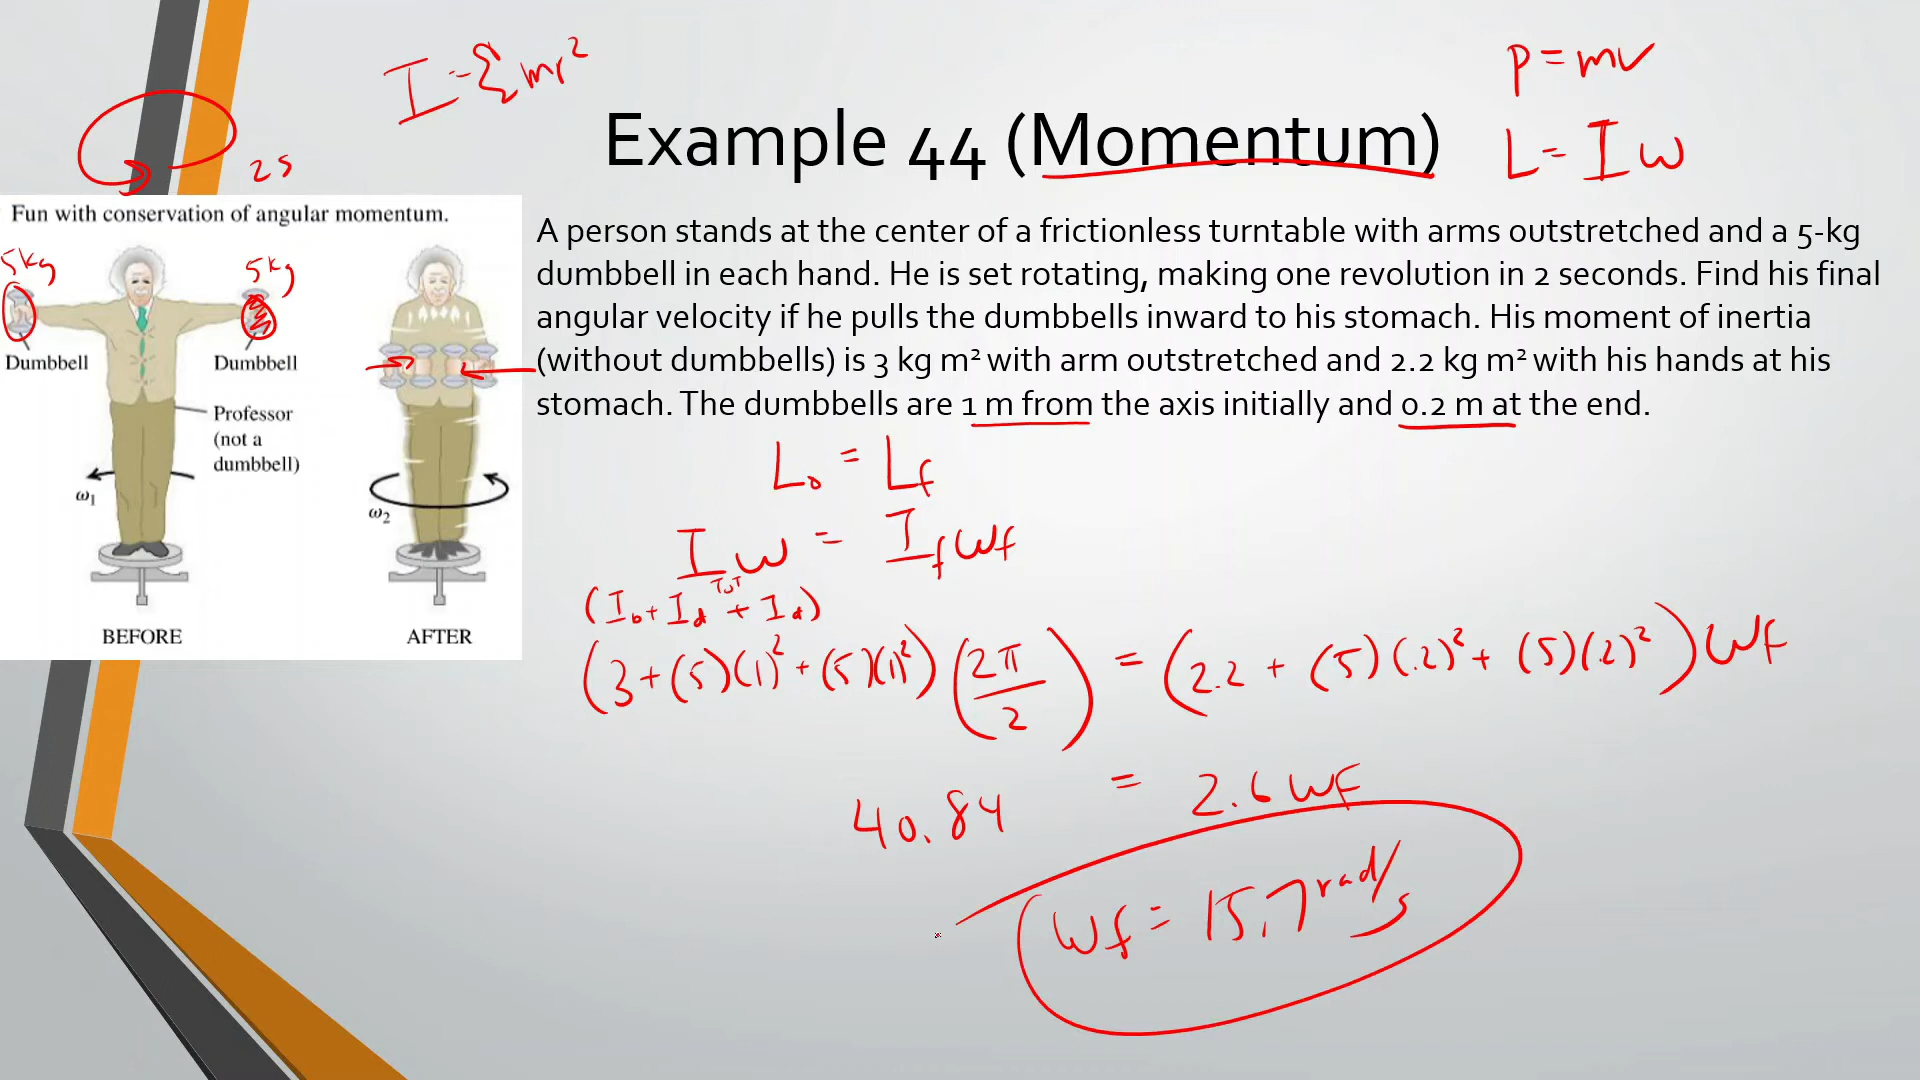 I = Σmr²
P = mv
Example 44 (Momentum)
L = Iω
2s
Fun with conservation of angular momentum.
5kg
5kg
Dumbbell
Dumbbell
Professor
(not a
dumbbell)
ω₁
ω₂
BEFORE
AFTER
A person stands at the center of a frictionless turntable with arms outstretched and a 5-kg
dumbbell in each hand. He is set rotating, making one revolution in 2 seconds. Find his final
angular velocity if he pulls the dumbbells inward to his stomach. His moment of inertia
(without dumbbells) is 3 kg m² with arm outstretched and 2.2 kg m² with his hands at his
stomach. The dumbbells are 1 m from the axis initially and 0.2 m at the end.
L₀ = Lf
I_TOT ω = If ωf
(Ib + Id + Id)
(3 + (5)(1)² + (5)(1)²) (2π/2) = (2.2 + (5)(.2)² + (5)(.2)²) ωf
40.84 = 2.6 ωf
ωf = 15.7 rad/s